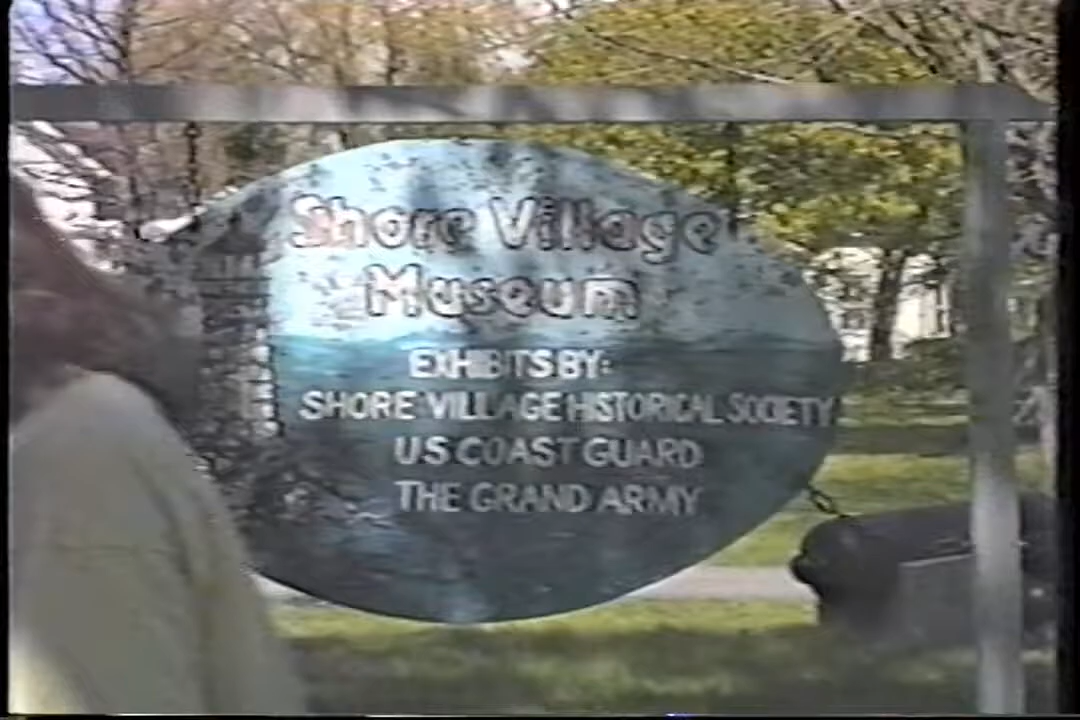 Shore Village
Museum
EXHIBITS BY:
SHORE VILLAGE HISTORICAL SOCIETY
U.S COAST GUARD
THE GRAND ARMY